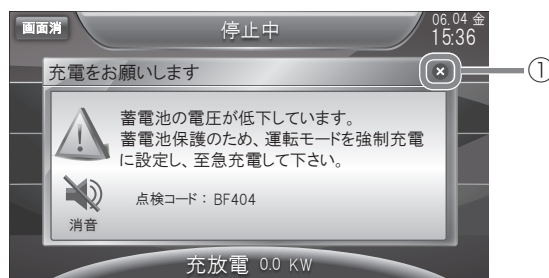 画面消
停止中
06.04 金
15:36
充電をお願いします
①
蓄電池の電圧が低下しています。
蓄電池保護のため、運転モードを強制充電
に設定し、至急充電して下さい。
点検コード： BF404
消音
充放電 0.0 KW